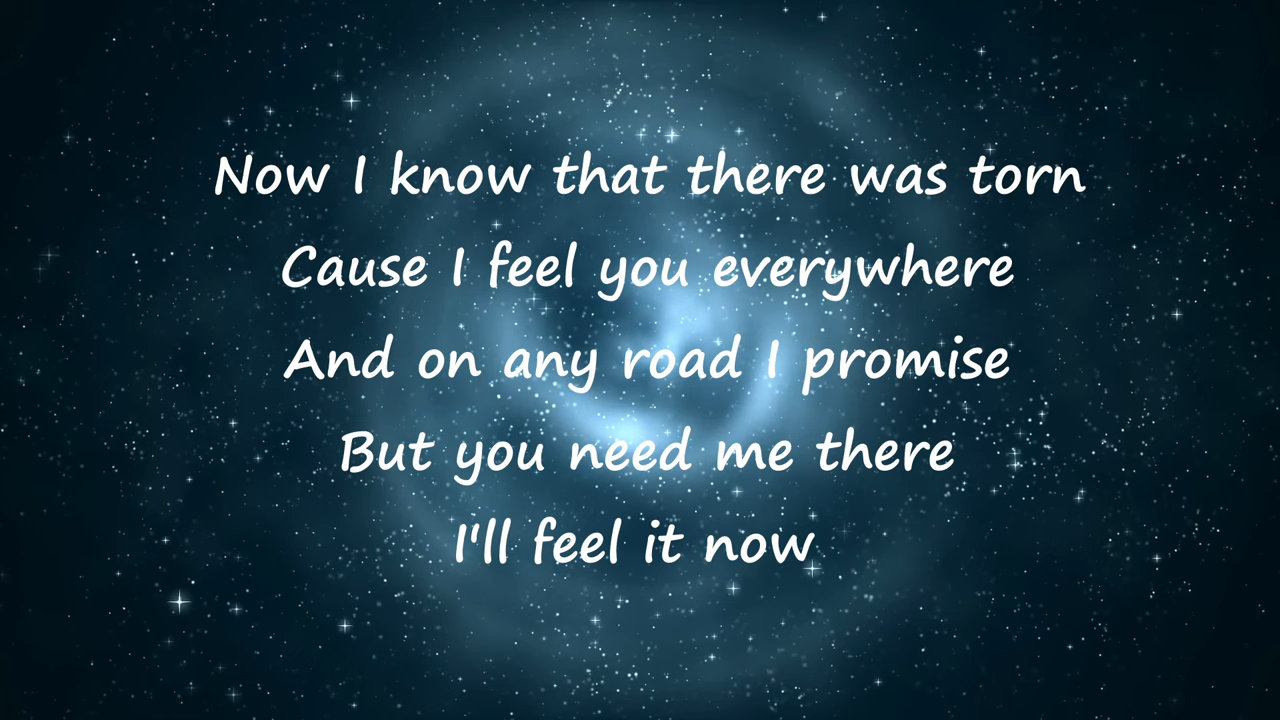 Now I know that there was torn
Cause I feel you everywhere
And on any road I promise
But you need me there
I'll feel it now